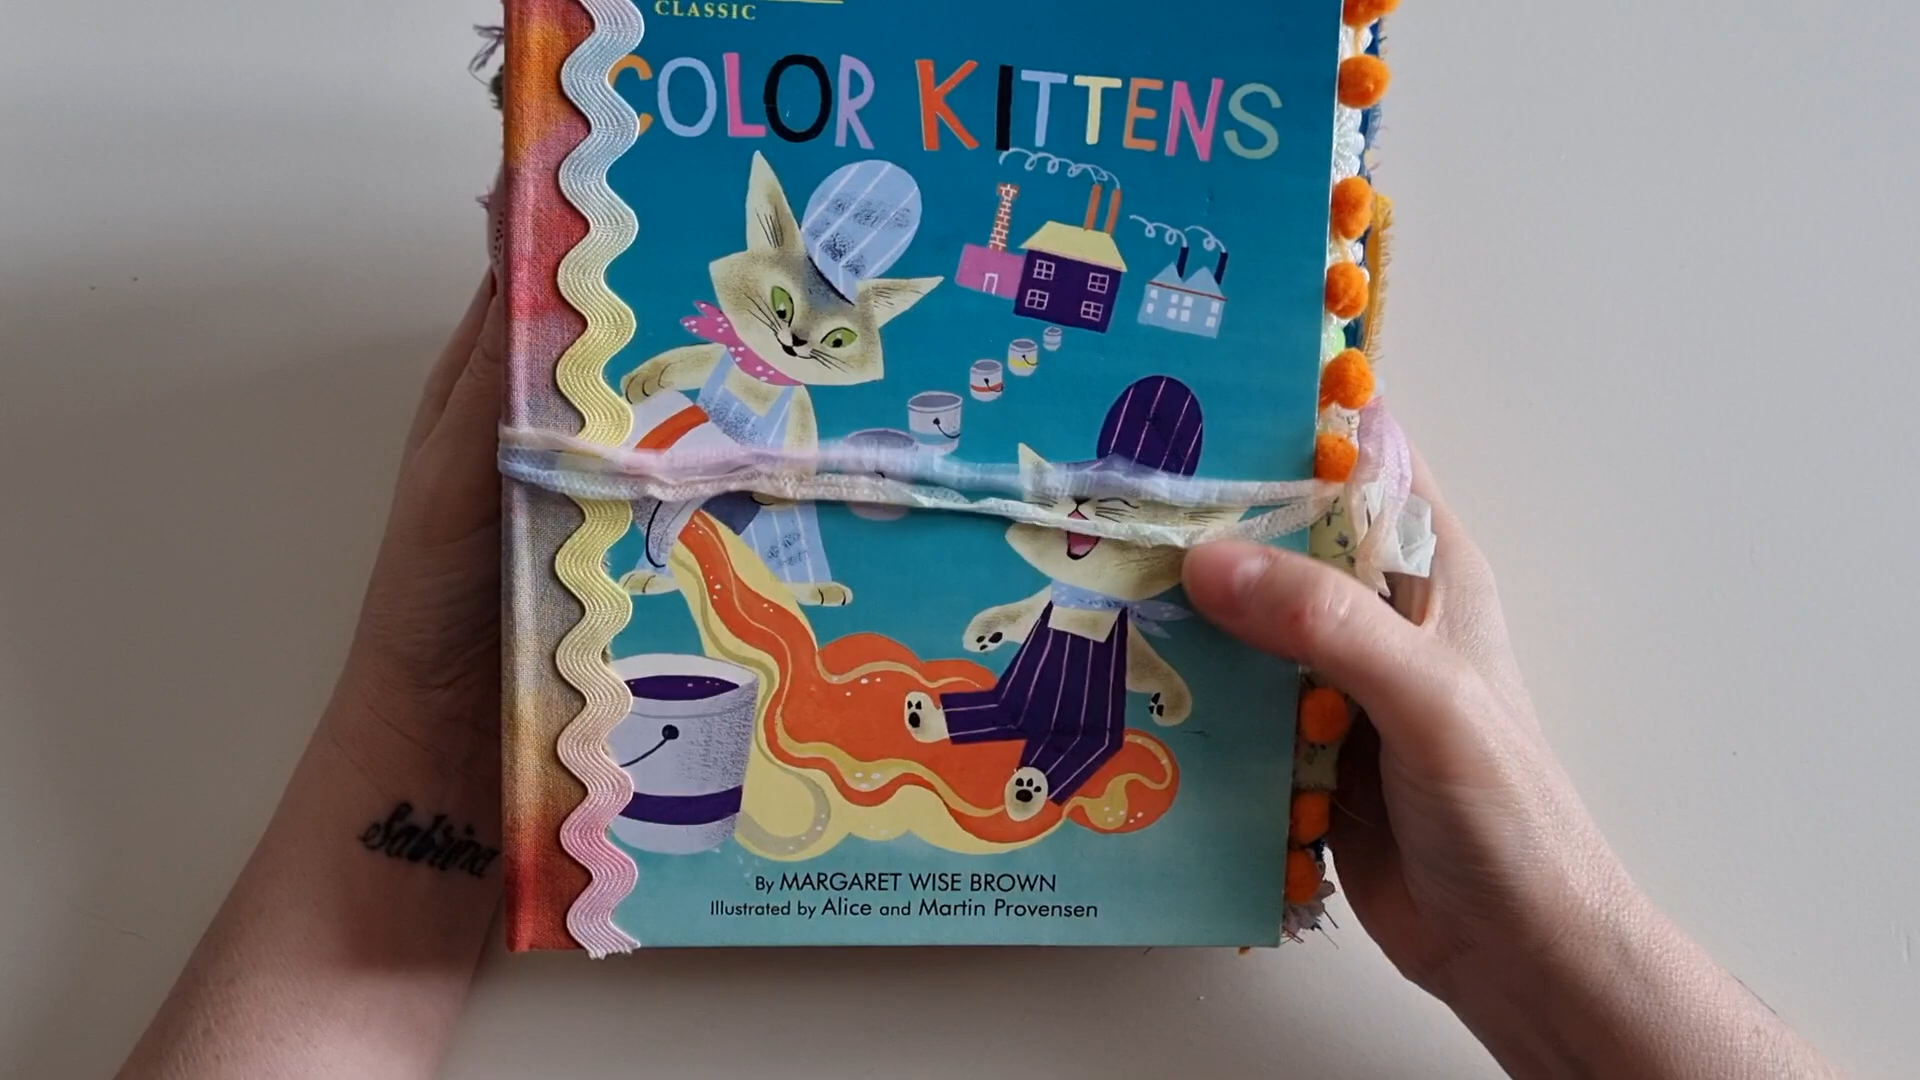 CLASSIC
COLOR KITTENS
By MARGARET WISE BROWN
Illustrated by Alice and Martin Provensen
Sabrina